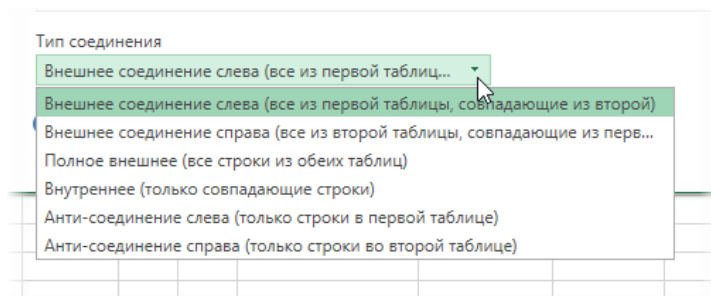 Тип соединения
Внешнее соединение слева (все из первой таблиц...
Внешнее соединение слева (все из первой таблицы, совпадающие из второй)
Внешнее соединение справа (все из второй таблицы, совпадающие из перв...
Полное внешнее (все строки из обеих таблиц)
Внутреннее (только совпадающие строки)
Анти-соединение слева (только строки в первой таблице)
Анти-соединение справа (только строки во второй таблице)